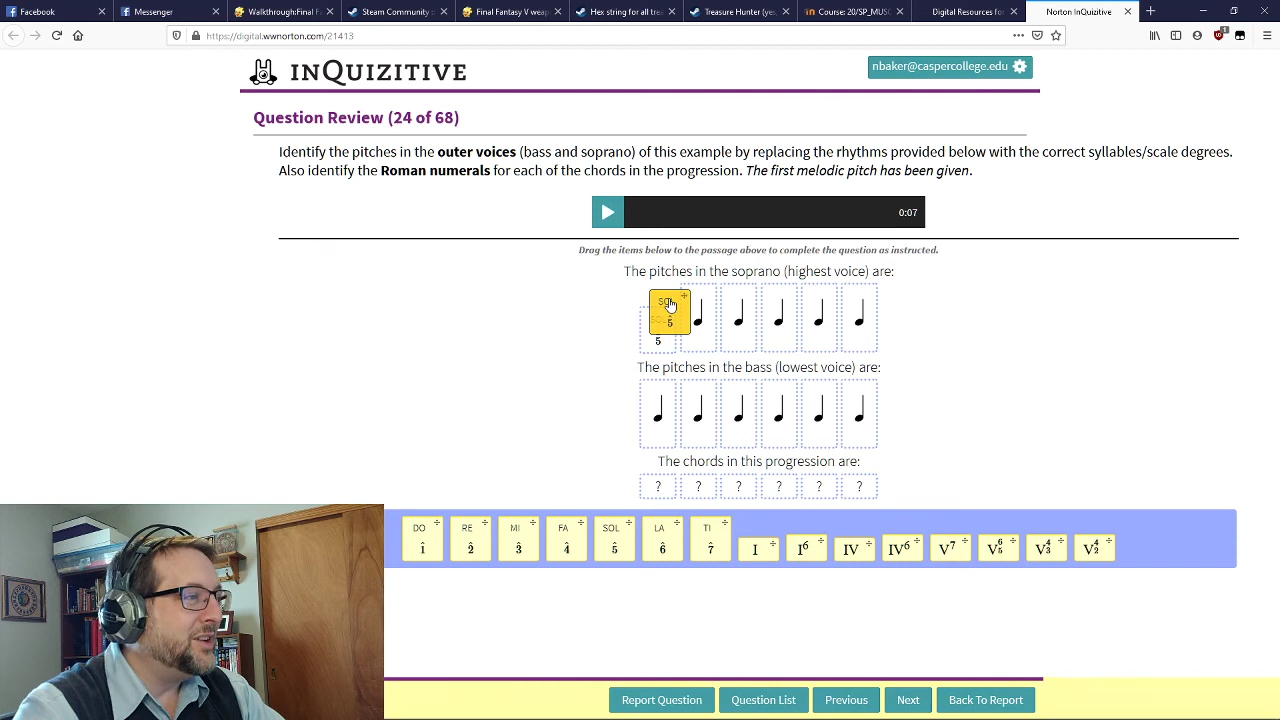 Facebook
Messenger
Walkthrough:Final F
Steam Community
Final Fantasy V weap
Hex string for all trea
Treasure Hunter (yes,
Course: 20/SP_MUSC
Digital Resources for
Norton InQuizitive
https://digital.wwnorton.com/21413
INQUIZITIVE
nbaker@caspercollege.edu
Question Review (24 of 68)
Identify the pitches in the outer voices (bass and soprano) of this example by replacing the rhythms provided below with the correct syllables/scale degrees.
Also identify the Roman numerals for each of the chords in the progression. The first melodic pitch has been given.
0:07
Drag the items below to the passage above to complete the question as instructed.
The pitches in the soprano (highest voice) are:
5
5
The pitches in the bass (lowest voice) are:
The chords in this progression are:
? ? ? ? ? ?
DO RE MI FA SOL LA TI
1̂ 2̂ 3̂ 4̂ 5̂ 6̂ 7̂ I I⁶ IV IV⁶ V⁷ V⁶₅ V⁴₃ V⁴₂
Report Question Question List Previous Next Back To Report